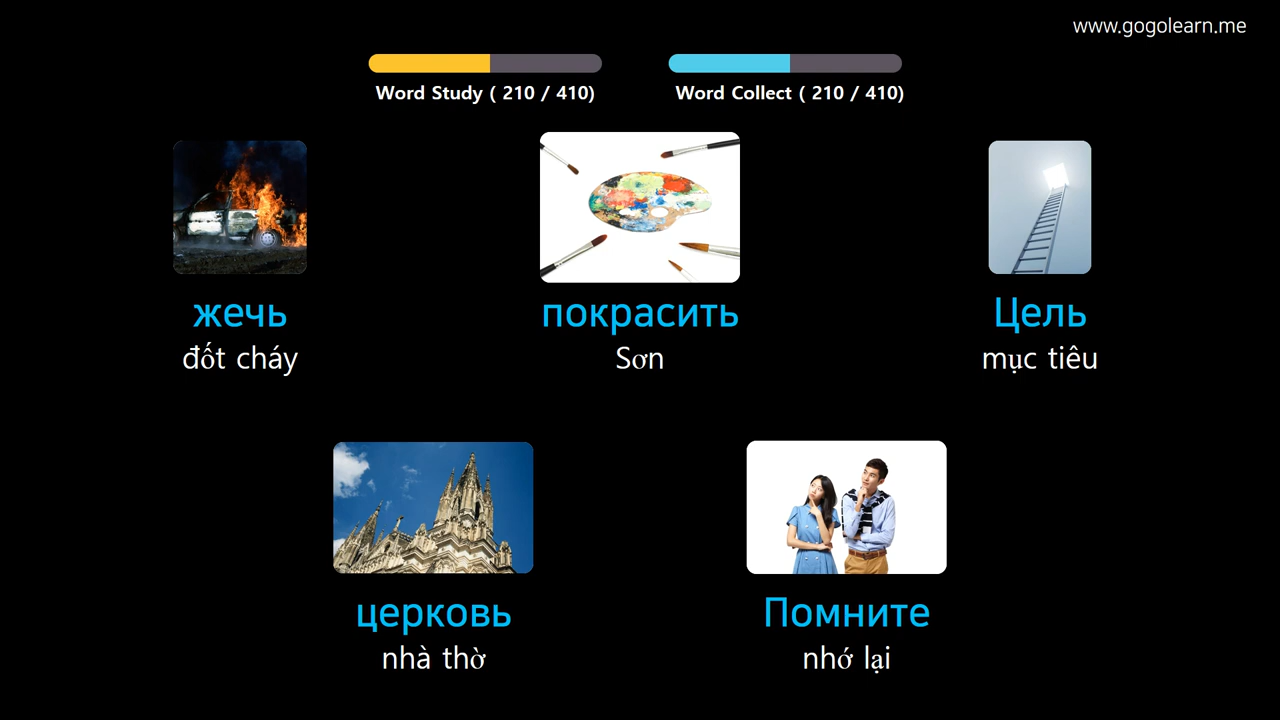 www.gogolearn.me
Word Study ( 210 / 410)
Word Collect ( 210 / 410)
жечь
đốt cháy
покрасить
Sơn
Цель
mục tiêu
церковь
nhà thờ
Помните
nhớ lại